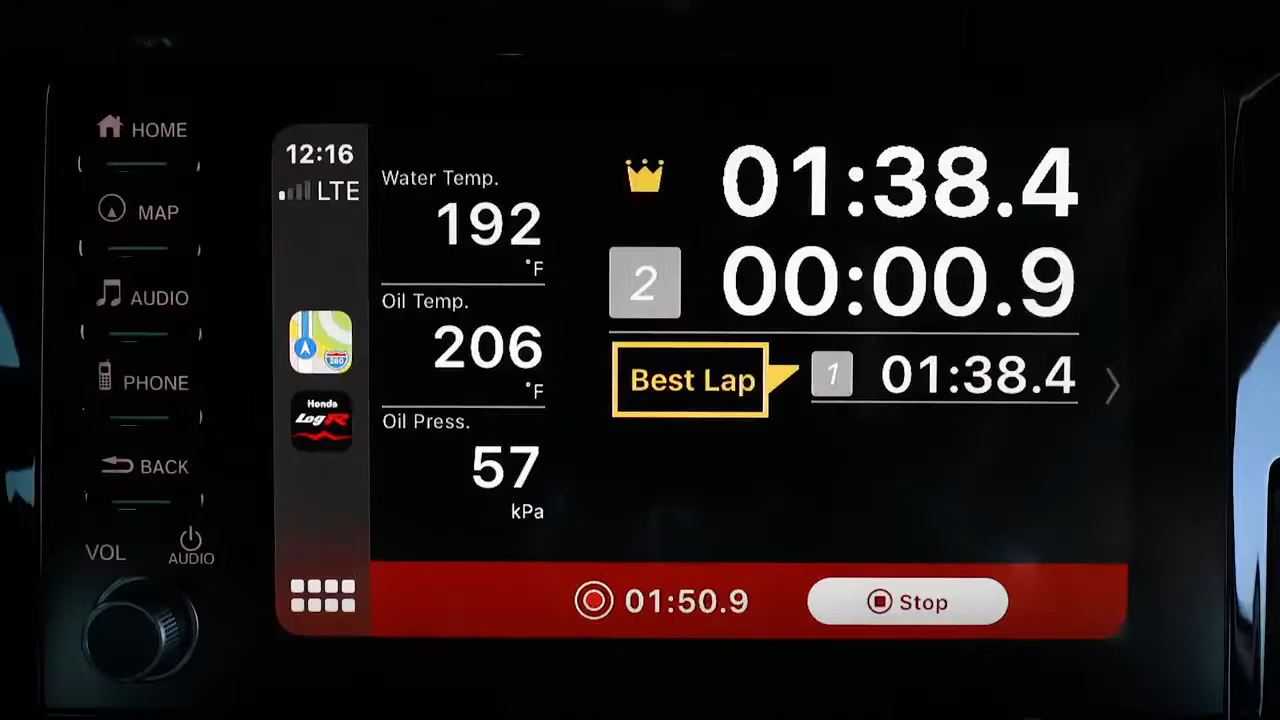 HOME
MAP
AUDIO
PHONE
BACK
VOL
AUDIO
12:16
LTE
280
Honda
LogR
Water Temp.
192
°F
Oil Temp.
206
°F
Oil Press.
57
kPa
01:38.4
2 00:00.9
Best Lap 1 01:38.4
01:50.9 Stop